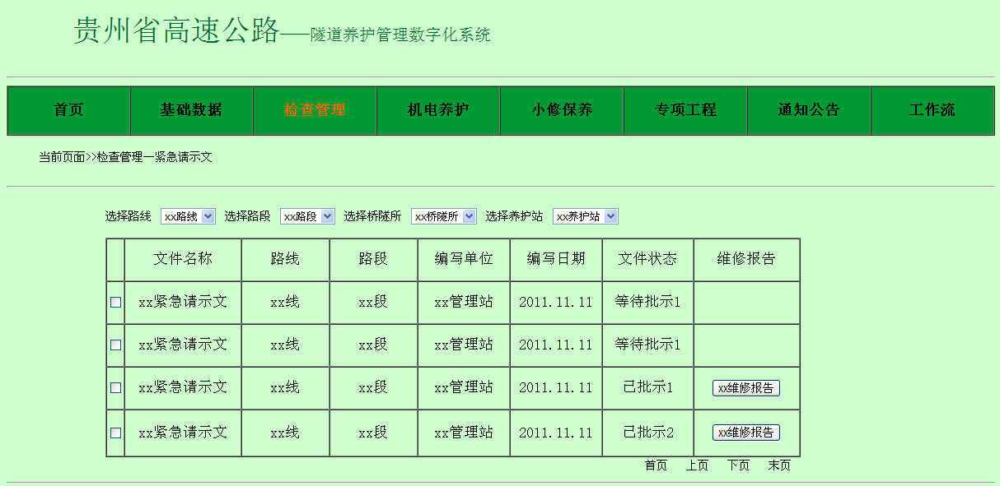 贵州省高速公路——隧道养护管理数字化系统
首页 基础数据 检查管理 机电养护 小修保养 专项工程 通知公告 工作流
当前页面>>检查管理—紧急请示文
选择路线 xx路线 选择路段 xx路段 选择桥隧所 xx桥隧所 选择养护站 xx养护站
文件名称 路线 路段 编写单位 编写日期 文件状态 维修报告
xx紧急请示文 xx线 xx段 xx管理站 2011.11.11 等待批示1
xx紧急请示文 xx线 xx段 xx管理站 2011.11.11 等待批示1
xx紧急请示文 xx线 xx段 xx管理站 2011.11.11 已批示1 xx维修报告
xx紧急请示文 xx线 xx段 xx管理站 2011.11.11 已批示2 xx维修报告
首页 上页 下页 末页